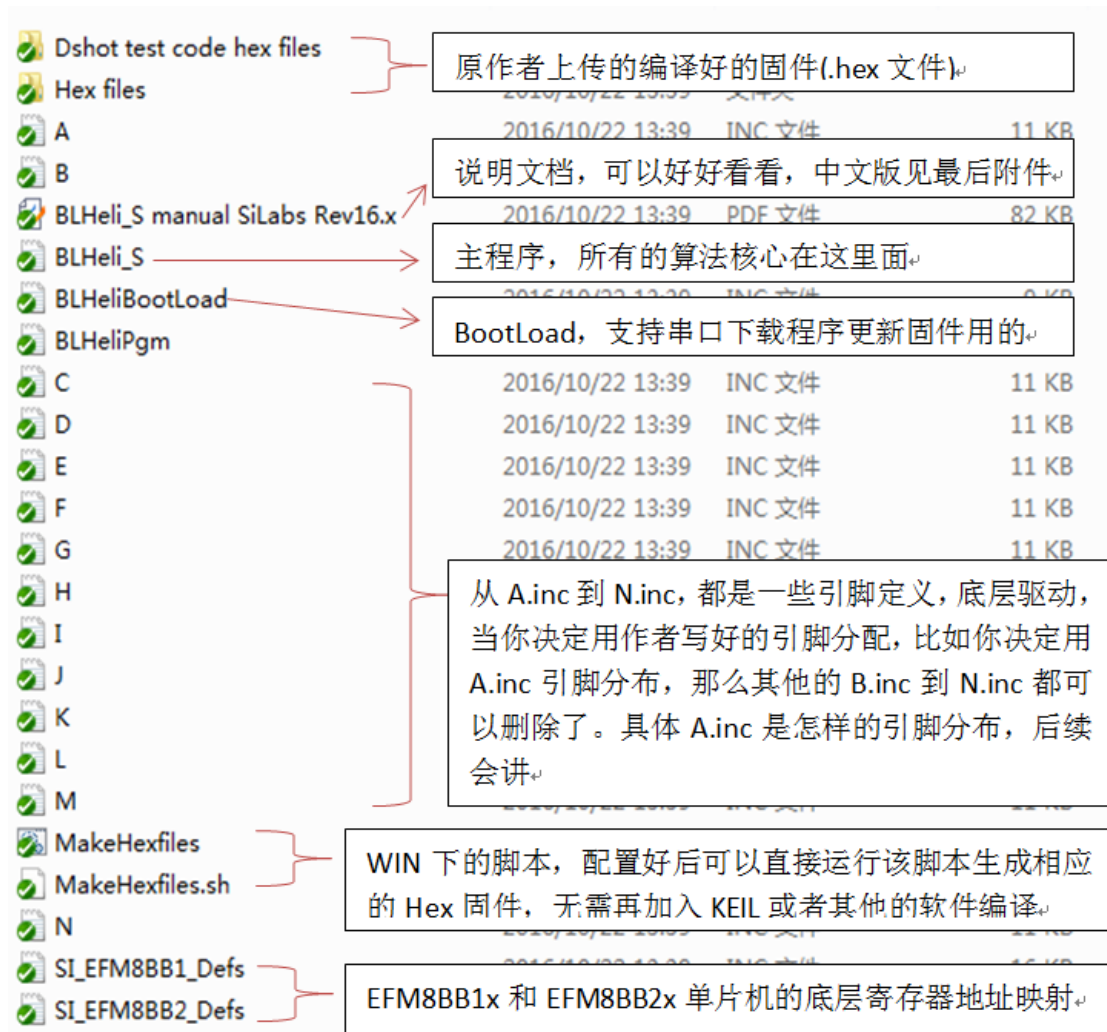 Dshot test code hex files
原作者上传的编译好的固件(.hex 文件)
Hex files
A 2016/10/22 13:39 INC 文件 11 KB
B
说明文档，可以好好看看，中文版见最后附件
BLHeli_S manual SiLabs Rev16.x 2016/10/22 13:39 PDF 文件 82 KB
BLHeli_S
主程序，所有的算法核心在这里面
BLHeliBootLoad
BootLoad，支持串口下载程序更新固件用的
BLHeliPgm
C 2016/10/22 13:39 INC 文件 11 KB
D 2016/10/22 13:39 INC 文件 11 KB
E 2016/10/22 13:39 INC 文件 11 KB
F 2016/10/22 13:39 INC 文件 11 KB
G 2016/10/22 13:39 INC 文件 11 KB
H
I
J
K
L
M
从 A.inc 到 N.inc，都是一些引脚定义，底层驱动，
当你决定用作者写好的引脚分配，比如你决定用
A.inc 引脚分布，那么其他的 B.inc 到 N.inc 都可
以删除了。具体 A.inc 是怎样的引脚分布，后续
会讲
MakeHexfiles
MakeHexfiles.sh
WIN 下的脚本，配置好后可以直接运行该脚本生成相应
的 Hex 固件，无需再加入 KEIL 或者其他的软件编译
N
SI_EFM8BB1_Defs
SI_EFM8BB2_Defs
EFM8BB1x 和 EFM8BB2x 单片机的底层寄存器地址映射